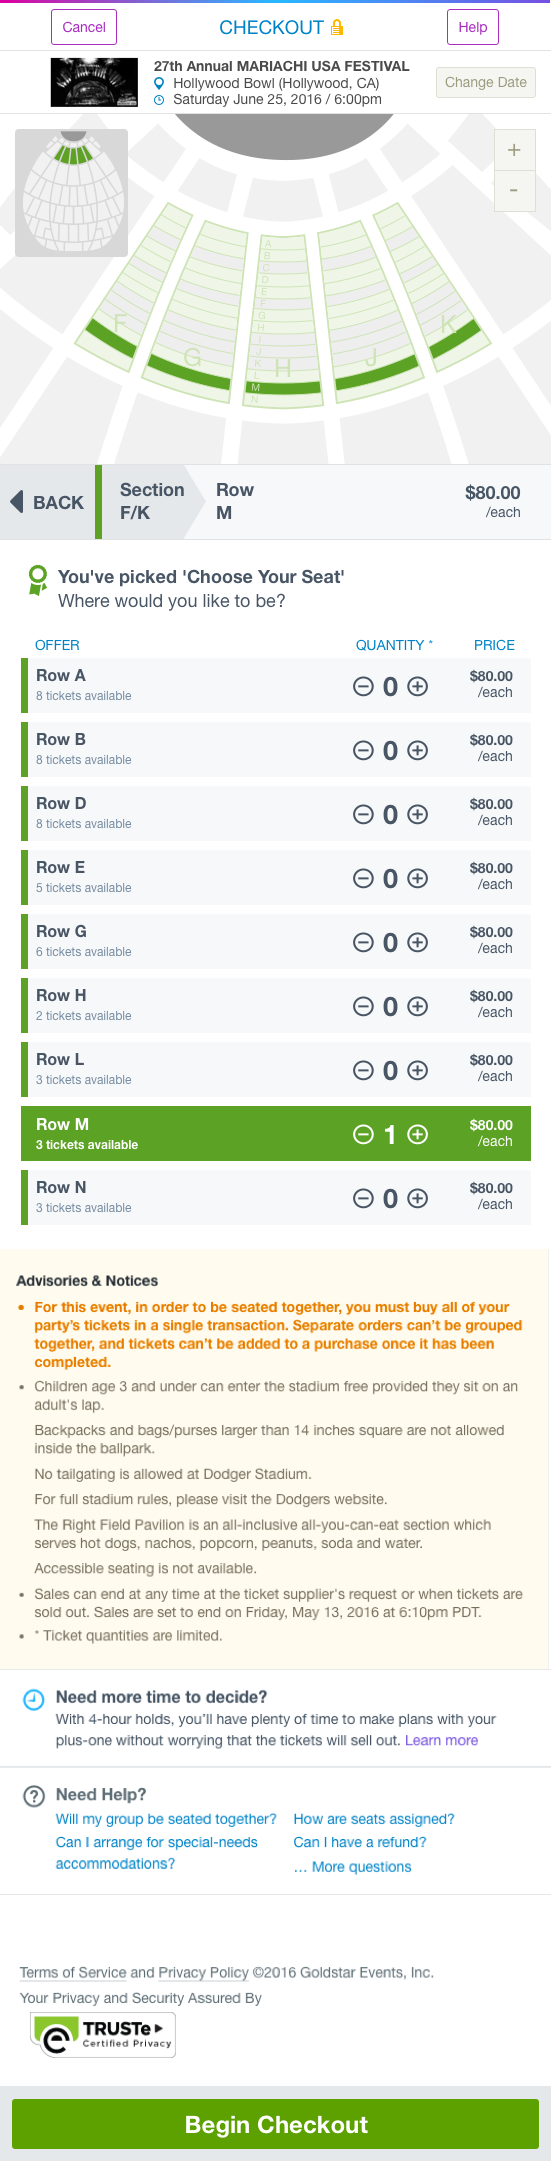 Cancel
CHECKOUT
Help
27th Annual MARIACHI USA FESTIVAL
Hollywood Bowl (Hollywood, CA)
Saturday June 25, 2016 / 6:00pm
Change Date
+
-
A
B
C
D
E
F
G
H
I
J
K
L
M
N
F
G
H
J
K
BACK
Section
F/K
Row
M
$80.00
/each
You've picked 'Choose Your Seat'
Where would you like to be?
OFFER QUANTITY * PRICE
Row A
8 tickets available
0
$80.00
/each
Row B
8 tickets available
0
$80.00
/each
Row D
8 tickets available
0
$80.00
/each
Row E
5 tickets available
0
$80.00
/each
Row G
6 tickets available
0
$80.00
/each
Row H
2 tickets available
0
$80.00
/each
Row L
3 tickets available
0
$80.00
/each
Row M
3 tickets available
1
$80.00
/each
Row N
3 tickets available
0
$80.00
/each
Advisories & Notices
• For this event, in order to be seated together, you must buy all of your
party's tickets in a single transaction. Separate orders can't be grouped
together, and tickets can't be added to a purchase once it has been
completed.
• Children age 3 and under can enter the stadium free provided they sit on an
adult's lap.
Backpacks and bags/purses larger than 14 inches square are not allowed
inside the ballpark.
No tailgating is allowed at Dodger Stadium.
For full stadium rules, please visit the Dodgers website.
The Right Field Pavilion is an all-inclusive all-you-can-eat section which
serves hot dogs, nachos, popcorn, peanuts, soda and water.
Accessible seating is not available.
• Sales can end at any time at the ticket supplier's request or when tickets are
sold out. Sales are set to end on Friday, May 13, 2016 at 6:10pm PDT.
• * Ticket quantities are limited.
Need more time to decide?
With 4-hour holds, you'll have plenty of time to make plans with your
plus-one without worrying that the tickets will sell out. Learn more
Need Help?
Will my group be seated together?
Can I arrange for special-needs
accommodations?
How are seats assigned?
Can I have a refund?
... More questions
Terms of Service and Privacy Policy ©2016 Goldstar Events, Inc.
Your Privacy and Security Assured By
TRUSTe
Certified Privacy
Begin Checkout